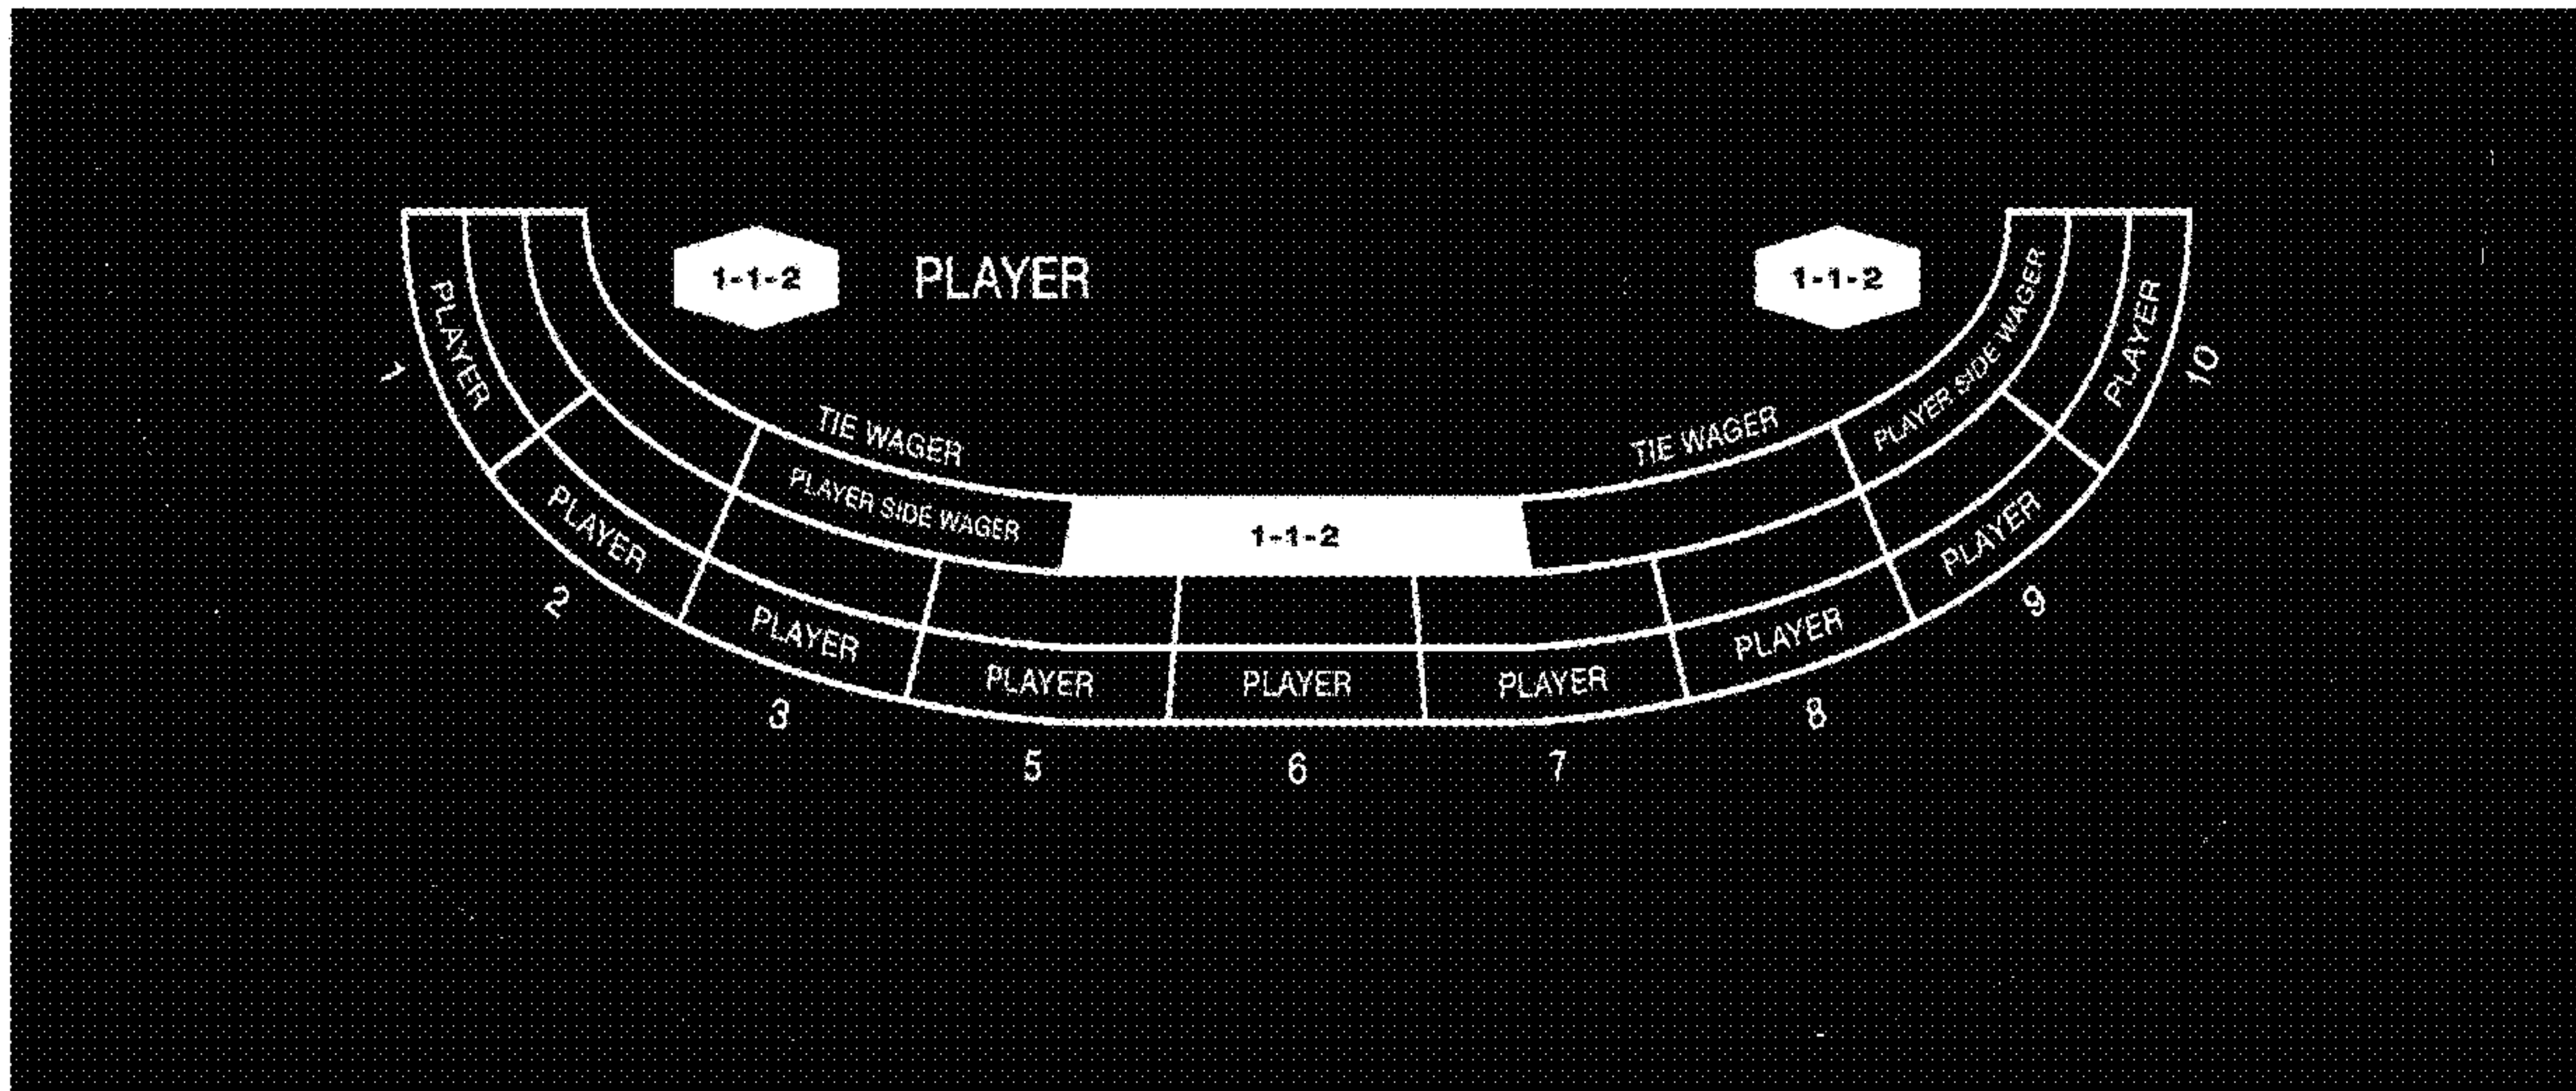 1-1-2
PLAYER
1-1-2
TIE WAGER
TIE WAGER
PLAYER SIDE WAGER
PLAYER SIDE WAGER
1-1-2
PLAYER
PLAYER
PLAYER
PLAYER
PLAYER
PLAYER
PLAYER
PLAYER
PLAYER
1
2
3
5
6
7
8
9
10